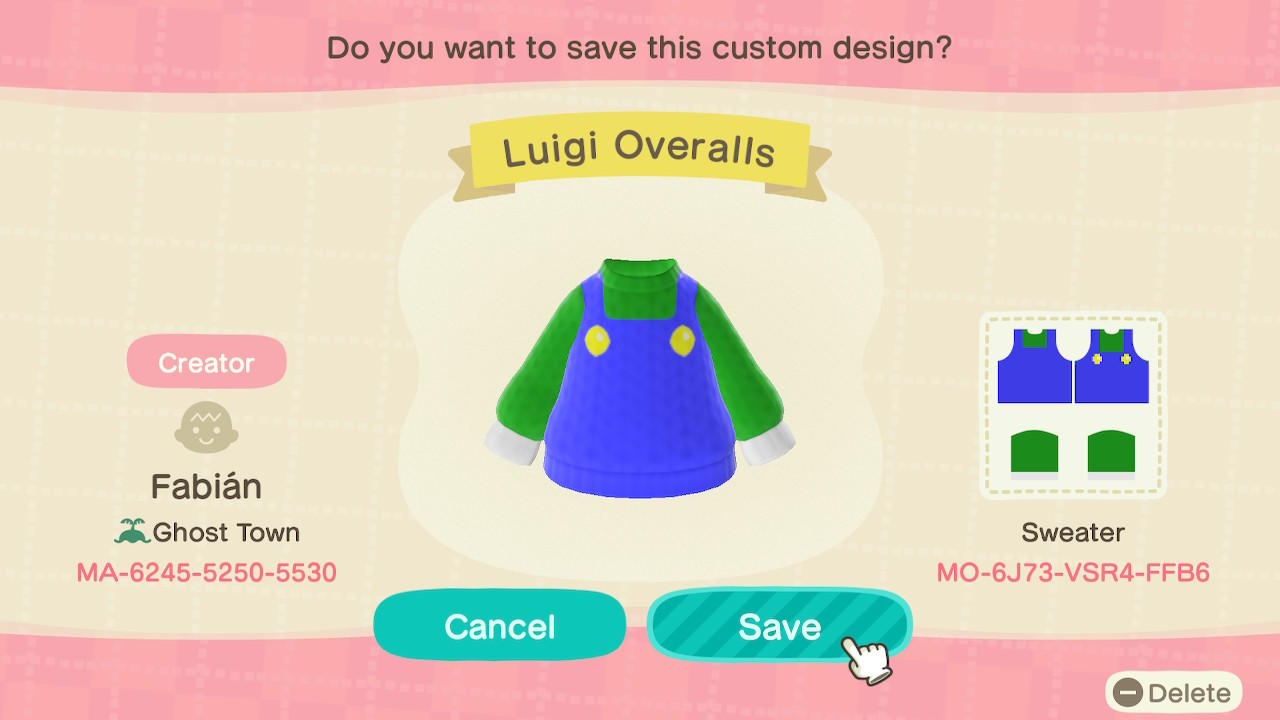 Do you want to save this custom design?
Luigi Overalls
Creator
Fabián
Ghost Town
MA-6245-5250-5530
Sweater
MO-6J73-VSR4-FFB6
Cancel
Save
Delete